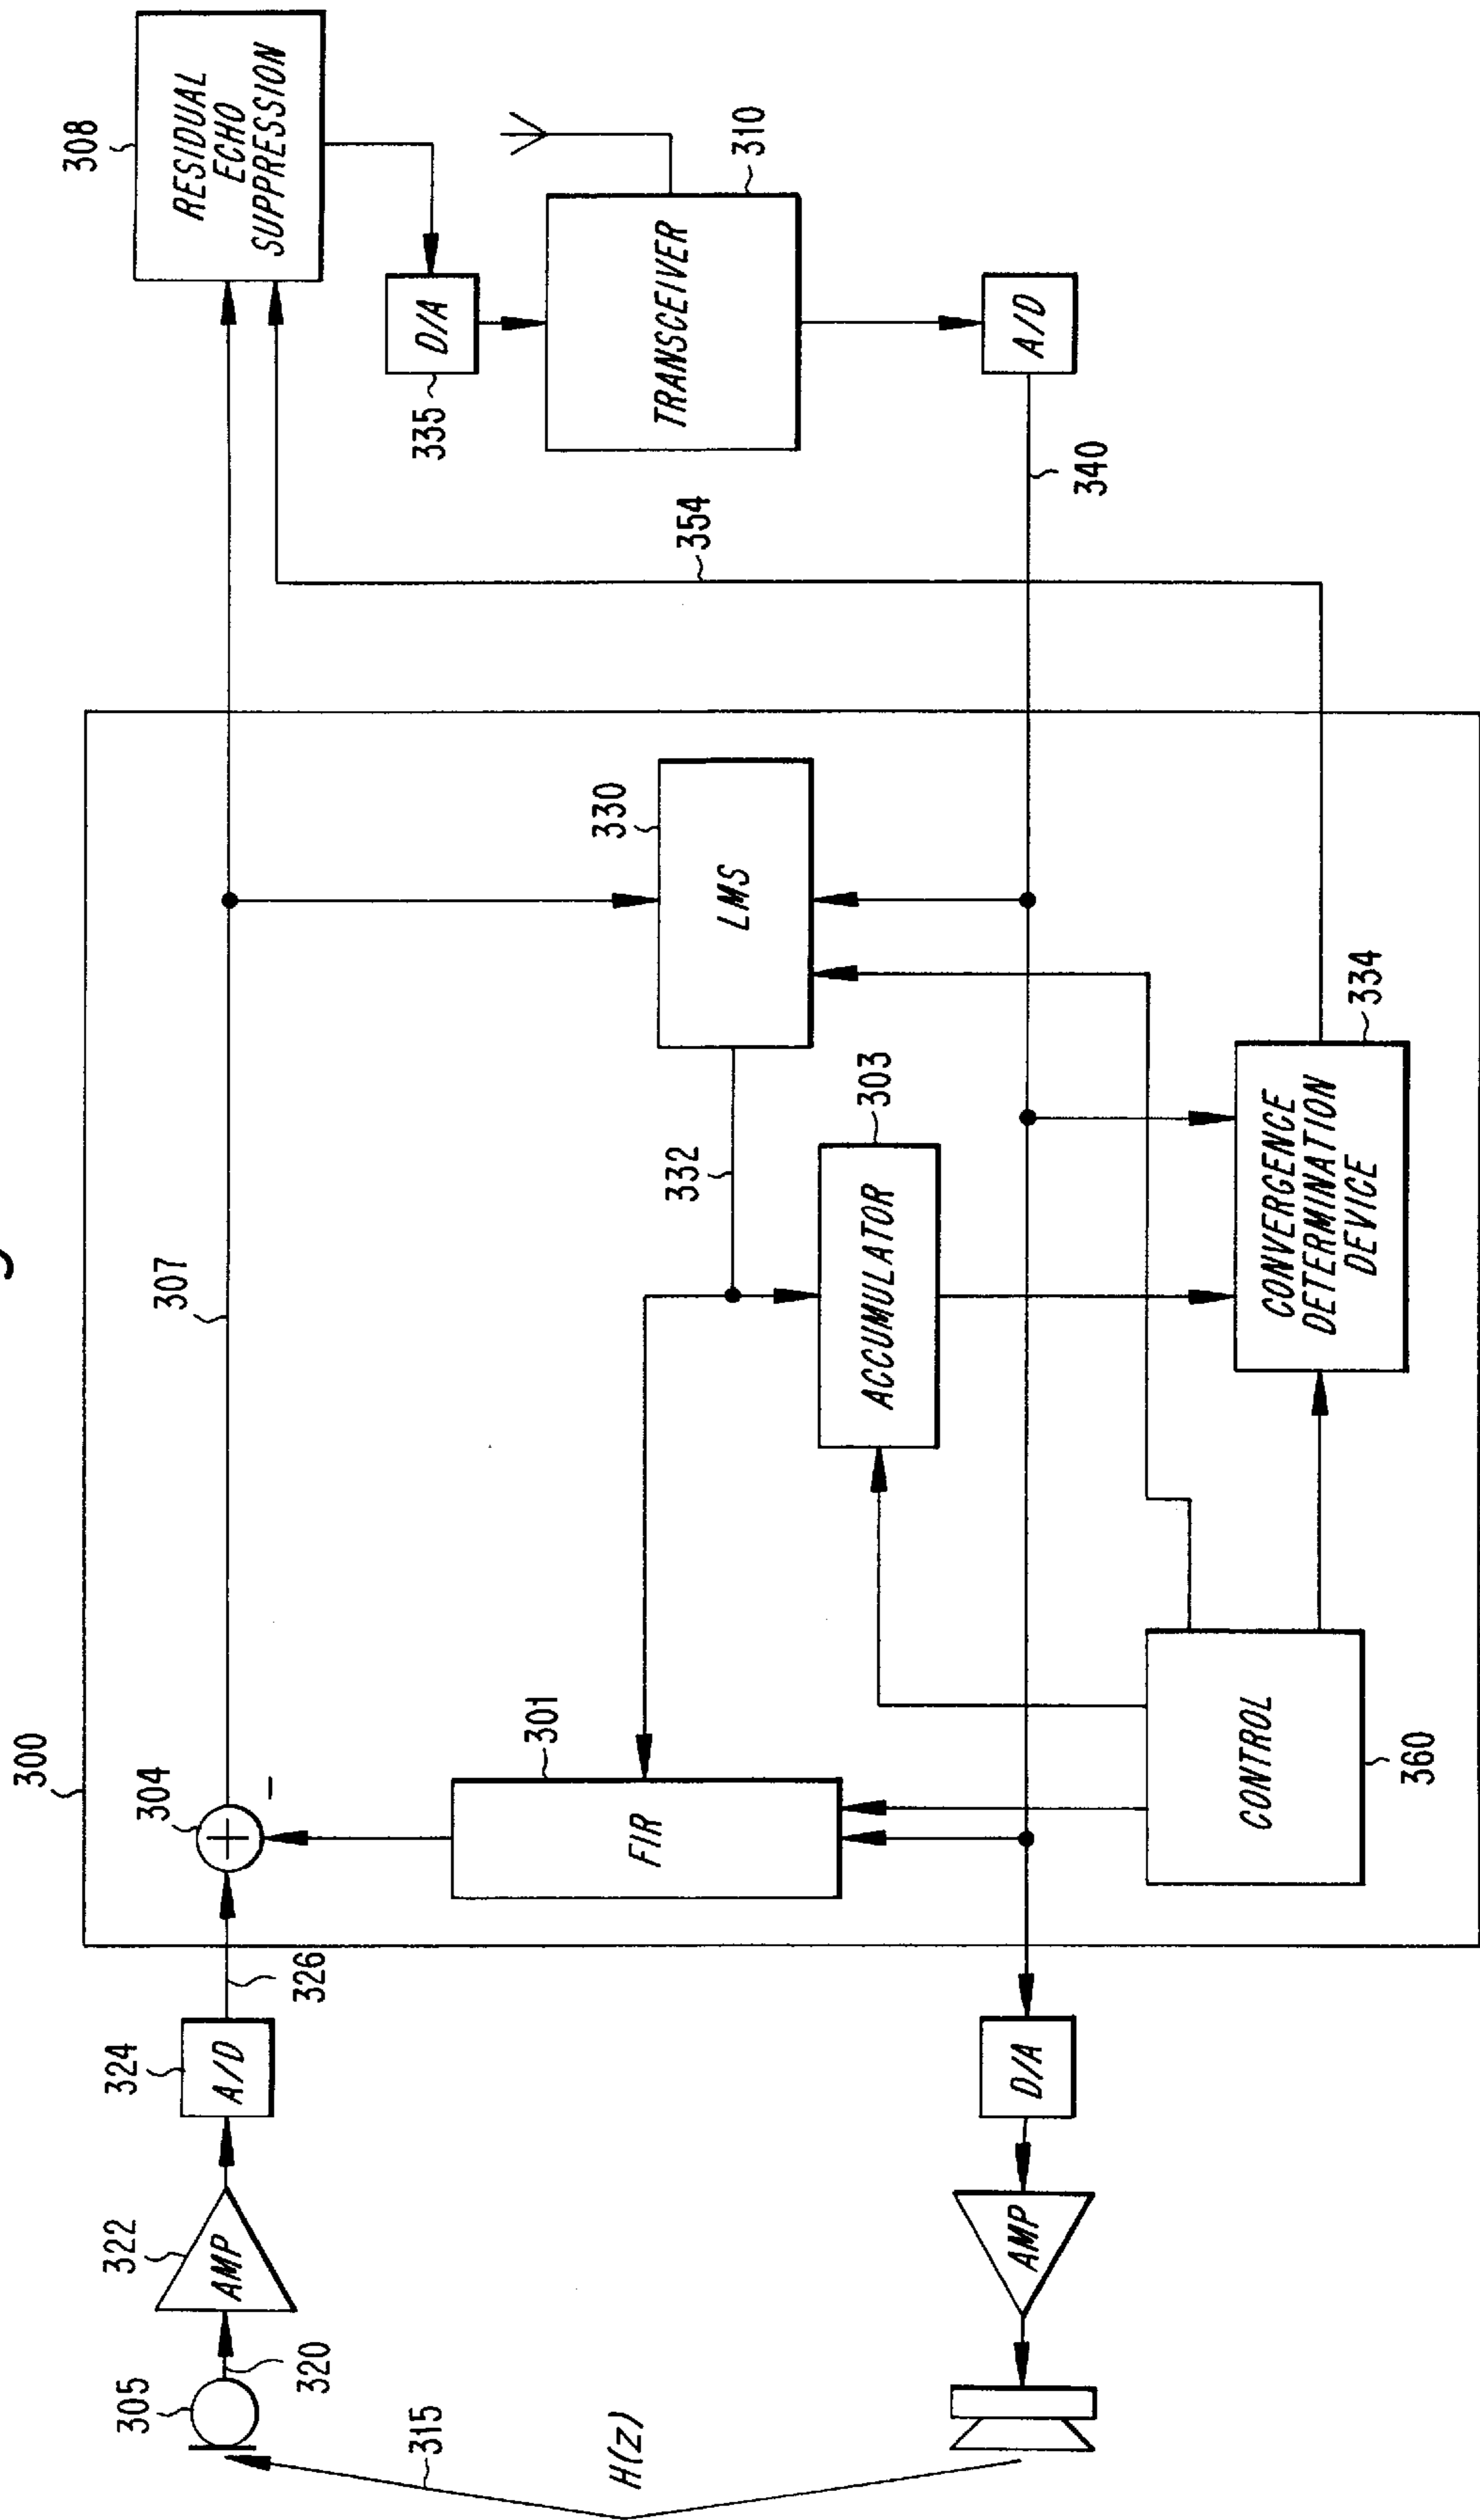 300
305
320
322
AMP
324
A/D
326
304
+
−
307
308
RESIDUAL
ECHO
SUPPRESSION
301
FIR
332
330
LMS
303
ACCUMULATOR
354
335
D/A
TRANSCEIVER
310
A/D
340
315
H(z)
AMP
D/A
CONTROL
360
CONVERGENCE
DETERMINATION
DEVICE
334